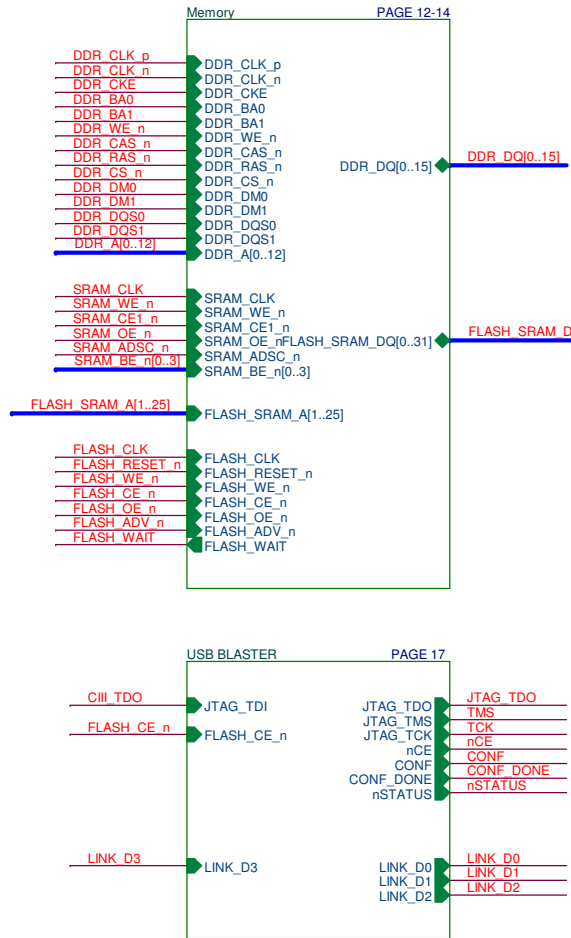 Memory PAGE 12-14
DDR_CLK_p DDR_CLK_p
DDR_CLK_n DDR_CLK_n
DDR_CKE DDR_CKE
DDR_BA0 DDR_BA0
DDR_BA1 DDR_BA1
DDR_WE_n DDR_WE_n
DDR_CAS_n DDR_CAS_n
DDR_RAS_n DDR_RAS_n DDR_DQ[0..15] DDR_DQ[0..15]
DDR_CS_n DDR_CS_n
DDR_DM0 DDR_DM0
DDR_DM1 DDR_DM1
DDR_DQS0 DDR_DQS0
DDR_DQS1 DDR_DQS1
DDR_A[0..12] DDR_A[0..12]
SRAM_CLK SRAM_CLK
SRAM_WE_n SRAM_WE_n
SRAM_CE1_n SRAM_CE1_n
SRAM_OE_n SRAM_OE_n FLASH_SRAM_DQ[0..31] FLASH_SRAM_D
SRAM_ADSC_n SRAM_ADSC_n
SRAM_BE_n[0..3] SRAM_BE_n[0..3]
FLASH_SRAM_A[1..25] FLASH_SRAM_A[1..25]
FLASH_CLK FLASH_CLK
FLASH_RESET_n FLASH_RESET_n
FLASH_WE_n FLASH_WE_n
FLASH_CE_n FLASH_CE_n
FLASH_OE_n FLASH_OE_n
FLASH_ADV_n FLASH_ADV_n
FLASH_WAIT FLASH_WAIT
USB BLASTER PAGE 17
CIII_TDO JTAG_TDI JTAG_TDO JTAG_TDO
JTAG_TMS TMS
FLASH_CE_n FLASH_CE_n JTAG_TCK TCK
nCE nCE
CONF CONF
CONF_DONE CONF_DONE
nSTATUS nSTATUS
LINK_D3 LINK_D3 LINK_D0 LINK_D0
LINK_D1 LINK_D1
LINK_D2 LINK_D2